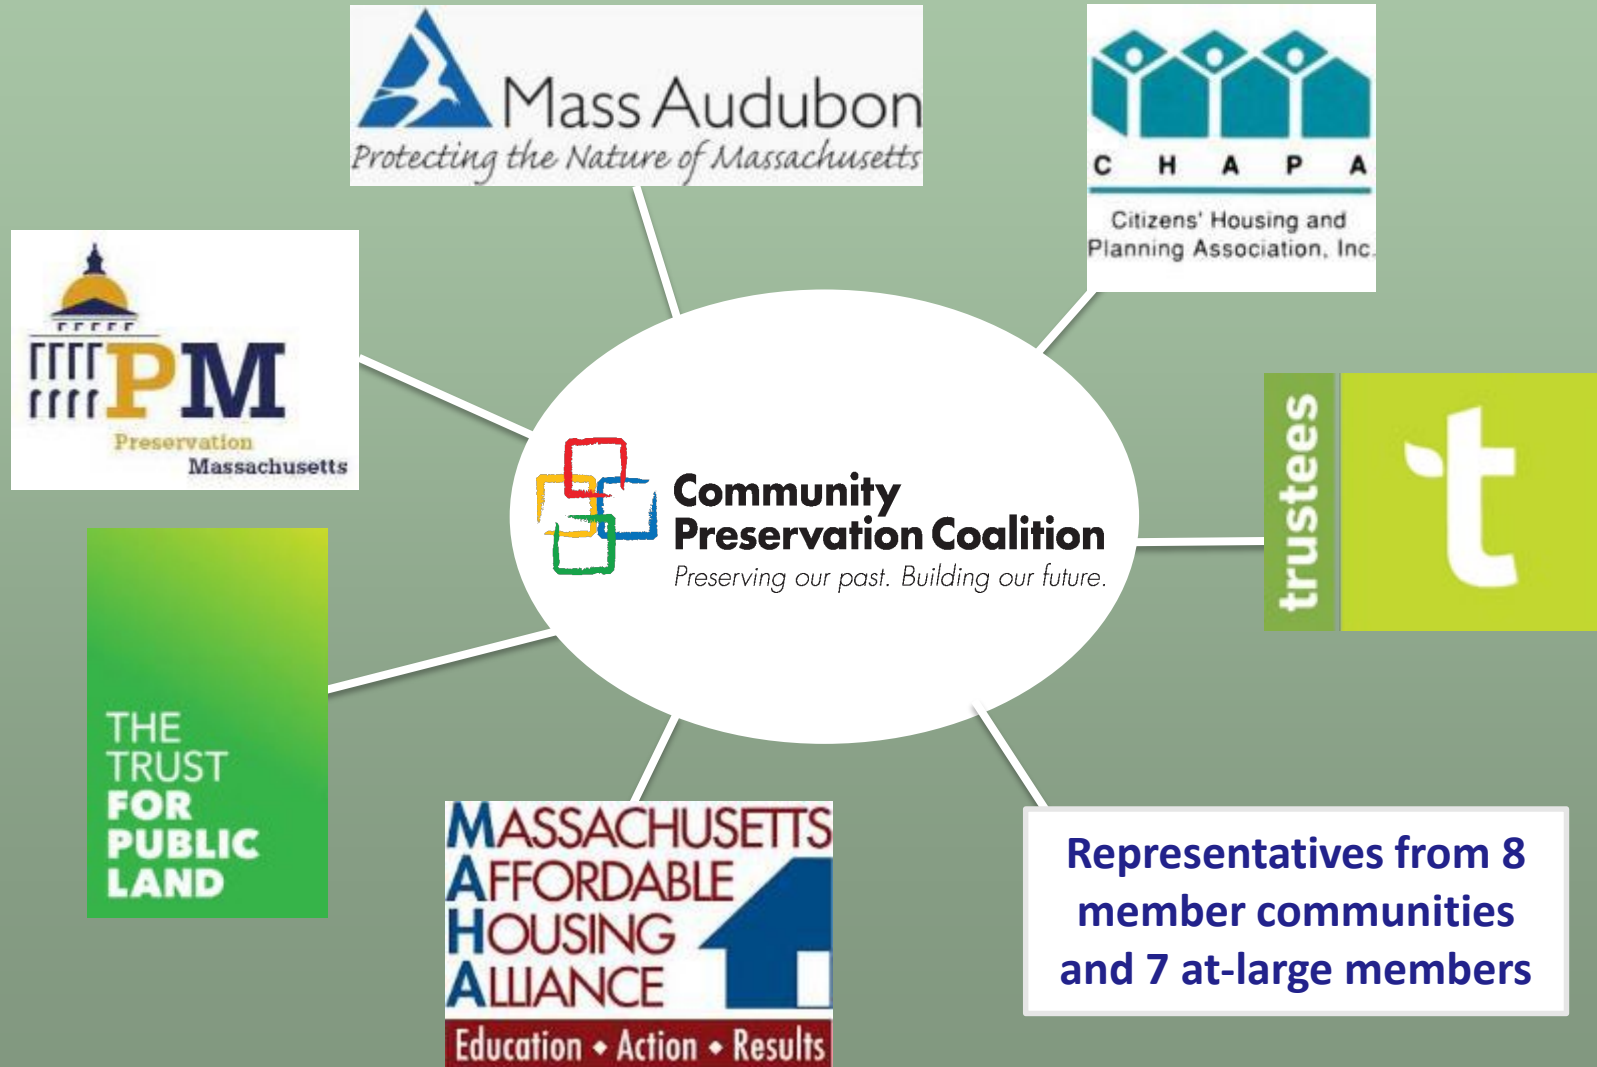 Mass Audubon
Protecting the Nature of Massachusetts
C H A P A
Citizens' Housing and
Planning Association, Inc.
PM
Preservation
Massachusetts
trustees
t
Community
Preservation Coalition
Preserving our past. Building our future.
THE
TRUST
FOR
PUBLIC
LAND
MASSACHUSETTS
AFFORDABLE
HOUSING
ALLIANCE
Education • Action • Results
Representatives from 8
member communities
and 7 at-large members